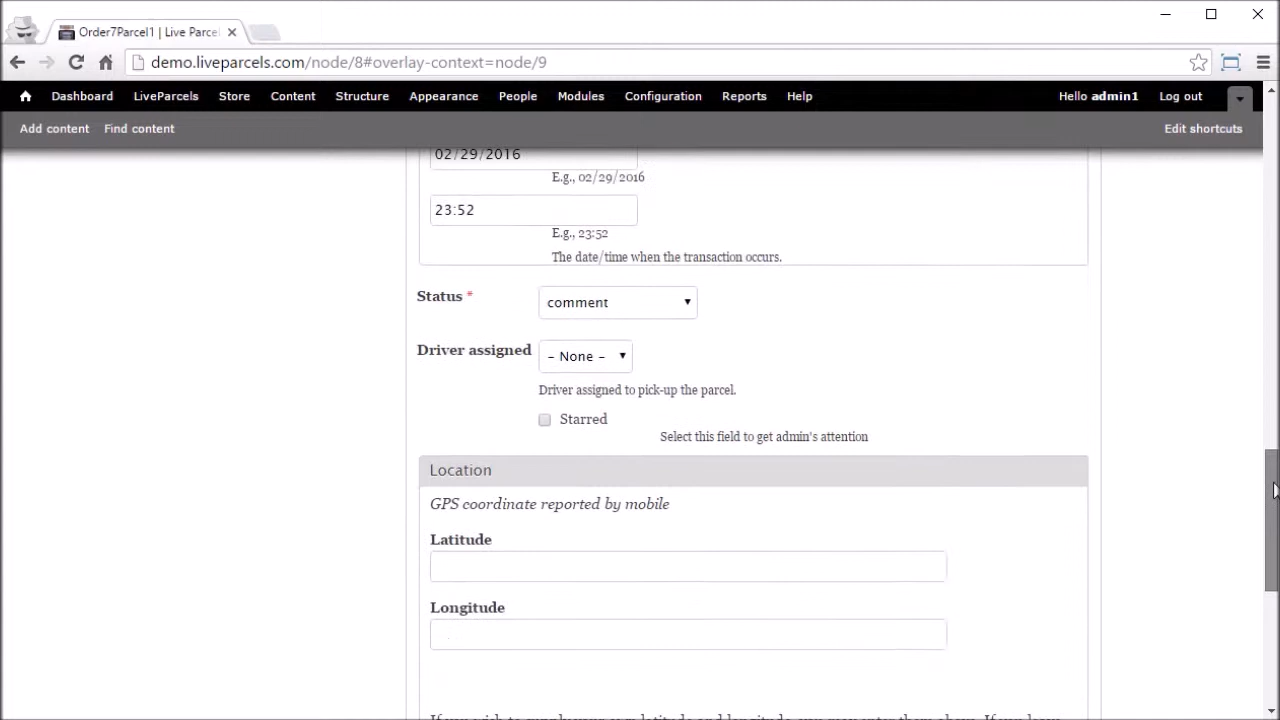 Order7Parcel1 | Live Parcel
demo.liveparcels.com/node/8#overlay-context=node/9
Dashboard LiveParcels Store Content Structure Appearance People Modules Configuration Reports Help Hello admin1 Log out
Add content Find content Edit shortcuts
02/29/2016
E.g., 02/29/2016
23:52
E.g., 23:52
The date/time when the transaction occurs.
Status * comment
Driver assigned - None -
Driver assigned to pick-up the parcel.
Starred
Select this field to get admin's attention
Location
GPS coordinate reported by mobile
Latitude
Longitude